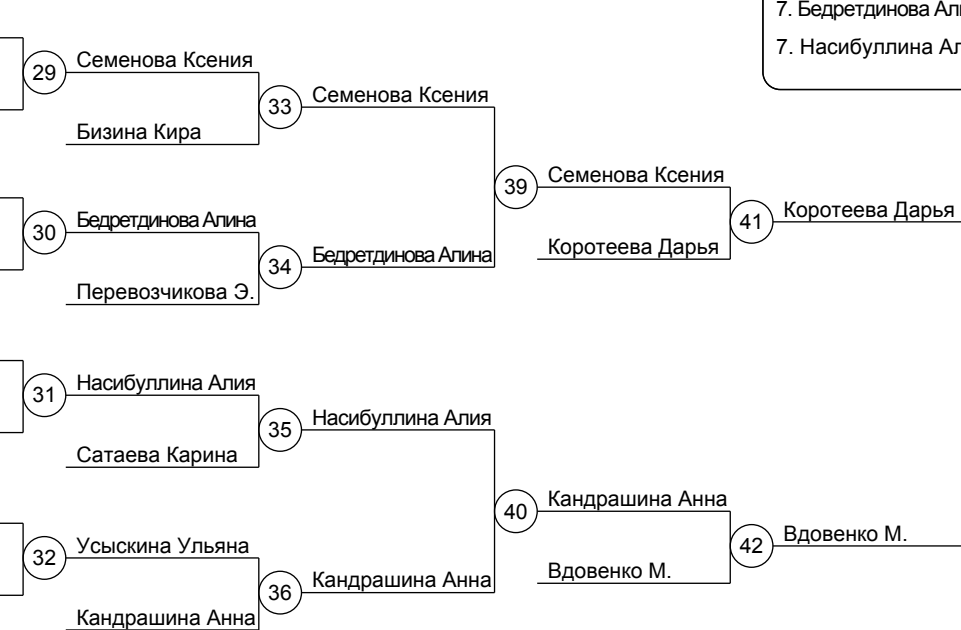 7. Бедретдинова Али
7. Насибуллина Ал
29 Семенова Ксения
Бизина Кира
33 Семенова Ксения
30 Бедретдинова Алина
Перевозчикова Э.
34 Бедретдинова Алина
39 Семенова Ксения
Коротеева Дарья
41 Коротеева Дарья
31 Насибуллина Алия
Сатаева Карина
35 Насибуллина Алия
32 Усыскина Ульяна
Кандрашина Анна
36 Кандрашина Анна
40 Кандрашина Анна
Вдовенко М.
42 Вдовенко М.